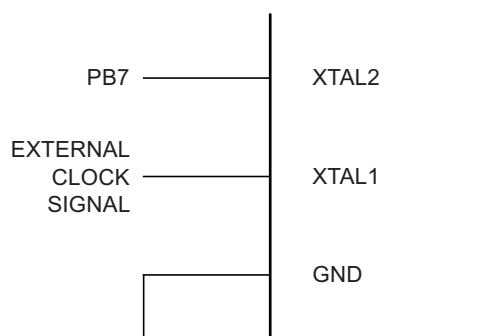 PB7
XTAL2
EXTERNAL
CLOCK
SIGNAL
XTAL1
GND